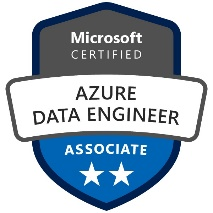 Microsoft
CERTIFIED
AZURE
DATA ENGINEER
ASSOCIATE